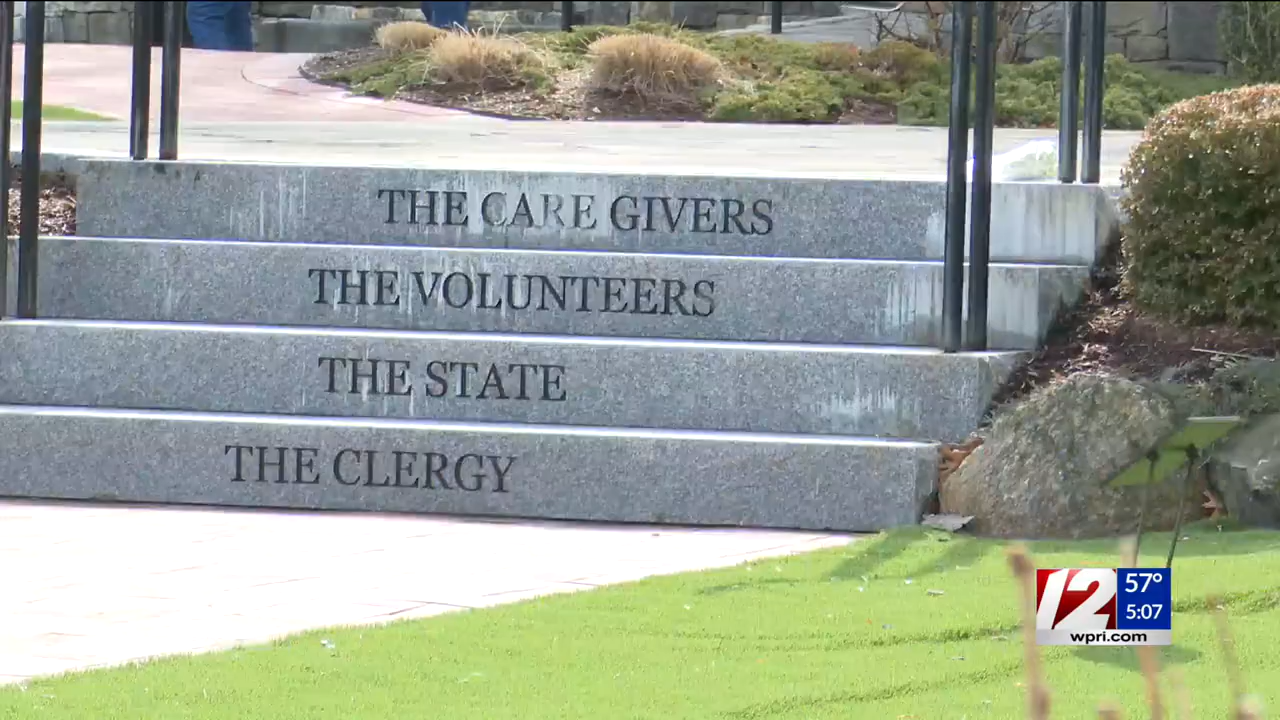 THE CARE GIVERS
THE VOLUNTEERS
THE STATE
THE CLERGY
12
57°
5:07
wpri.com